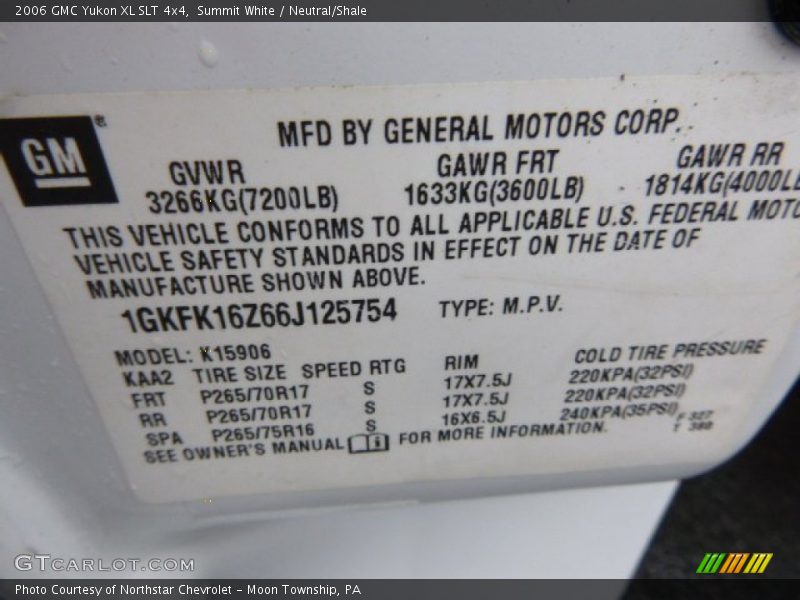 2006 GMC Yukon XL SLT 4x4, Summit White / Neutral/Shale
GM®
MFD BY GENERAL MOTORS CORP.
GVWR GAWR FRT GAWR RR
3266KG(7200LB) 1633KG(3600LB) 1814KG(4000LB
THIS VEHICLE CONFORMS TO ALL APPLICABLE U.S. FEDERAL MOTO
VEHICLE SAFETY STANDARDS IN EFFECT ON THE DATE OF
MANUFACTURE SHOWN ABOVE.
1GKFK16Z66J125754 TYPE: M.P.V.
MODEL: K15906
KAA2 TIRE SIZE SPEED RTG RIM COLD TIRE PRESSURE
FRT P265/70R17 S 17X7.5J 220KPA(32PSI)
RR P265/70R17 S 17X7.5J 220KPA(32PSI)
SPA P265/75R16 S 16X6.5J 240KPA(35PSI)
SEE OWNER'S MANUAL FOR MORE INFORMATION.
GTCARLOT.COM
Photo Courtesy of Northstar Chevrolet - Moon Township, PA